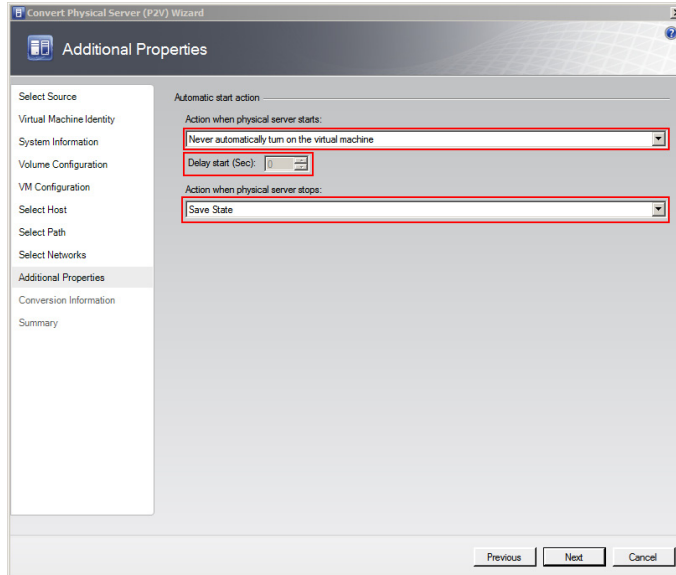 Convert Physical Server (P2V) Wizard
Additional Properties
Select Source
Virtual Machine Identity
System Information
Volume Configuration
VM Configuration
Select Host
Select Path
Select Networks
Additional Properties
Conversion Information
Summary
Automatic start action
Action when physical server starts:
Never automatically turn on the virtual machine
Delay start (Sec): 0
Action when physical server stops:
Save State
Previous Next Cancel